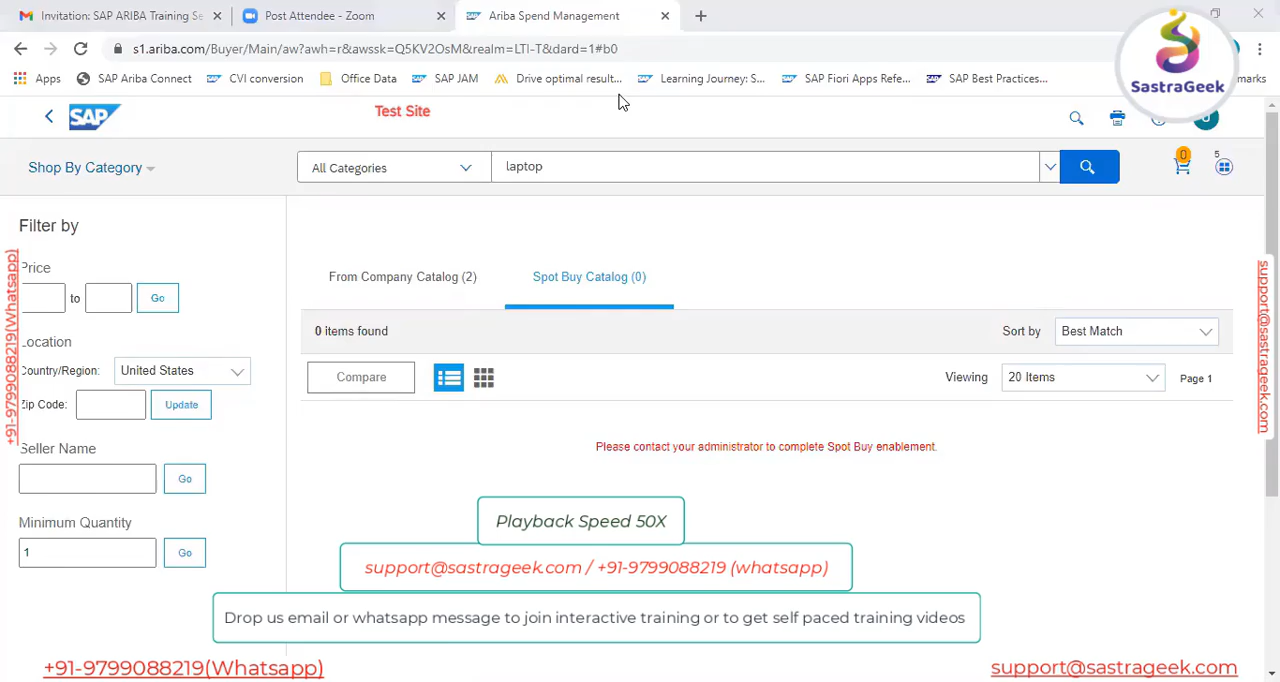 Invitation: SAP ARIBA Training Se
Post Attendee - Zoom
Ariba Spend Management
s1.ariba.com/Buyer/Main/aw?awh=r&awssk=Q5KV2OsM&realm=LTI-T&dard=1#b0
Apps
SAP Ariba Connect
CVI conversion
Office Data
SAP JAM
Drive optimal result...
Learning Journey: S...
SAP Fiori Apps Refe...
SAP Best Practices...
marks
SastraGeek
SAP
Test Site
Shop By Category
All Categories
laptop
0
5
Filter by
Price
to
Go
Location
Country/Region:
United States
Zip Code:
Update
Seller Name
Go
Minimum Quantity
1
Go
From Company Catalog (2)
Spot Buy Catalog (0)
0 items found
Sort by
Best Match
Compare
Viewing
20 Items
Page 1
Please contact your administrator to complete Spot Buy enablement.
Playback Speed 50X
support@sastrageek.com / +91-9799088219 (whatsapp)
Drop us email or whatsapp message to join interactive training or to get self paced training videos
+91-9799088219(Whatsapp)
support@sastrageek.com
+91-9799088219(Whatsapp)
support@sastrageek.com